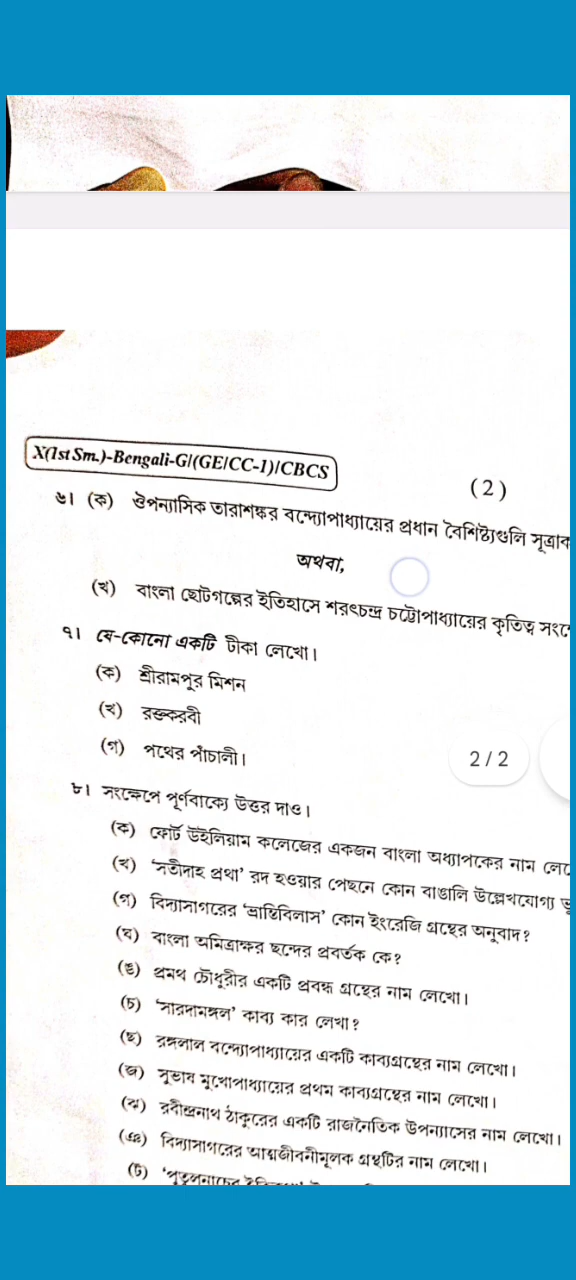 X(1st Sm.)-Bengali-G/(GE/CC-1)/CBCS
(2)
৬। (ক) ঔপন্যাসিক তারাশঙ্কর বন্দ্যোপাধ্যায়ের প্রধান বৈশিষ্ট্যগুলি
অথবা,
(খ) বাংলা ছোটগল্পের ইতিহাসে শরৎচন্দ্র চট্টোপাধ্যায়ের কৃতিত্ব
৭। যে-কোনো একটি টীকা লেখো।
(ক) শ্রীরামপুর মিশন
(খ) রক্তকরবী
(গ) পথের পাঁচালী।
2 / 2
৮। সংক্ষেপে পূর্ণবাক্যে উত্তর দাও।
(ক) ফোর্ট উইলিয়াম কলেজের একজন বাংলা অধ্যাপকের নাম
(খ) 'সতীদাহ প্রথা' রদ হওয়ার পেছনে কোন বাঙালি উল্লেখযোগ্য
(গ) বিদ্যাসাগরের 'ভ্রান্তিবিলাস' কোন ইংরেজি গ্রন্থের অনুবাদ?
(ঘ) বাংলা অমিত্রাক্ষর ছন্দের প্রবর্তক কে?
(ঙ) প্রমথ চৌধুরীর একটি প্রবন্ধ গ্রন্থের নাম লেখো।
(চ) 'সারদামঙ্গল' কাব্য কার লেখা?
(ছ) রঙ্গলাল বন্দ্যোপাধ্যায়ের একটি কাব্যগ্রন্থের নাম লেখো।
(জ) সুভাষ মুখোপাধ্যায়ের প্রথম কাব্যগ্রন্থের নাম লেখো।
(ঝ) রবীন্দ্রনাথ ঠাকুরের একটি রাজনৈতিক উপন্যাসের নাম লেখো।
(ঞ) বিদ্যাসাগরের আত্মজীবনীমূলক গ্রন্থটির নাম লেখো।
(ট)